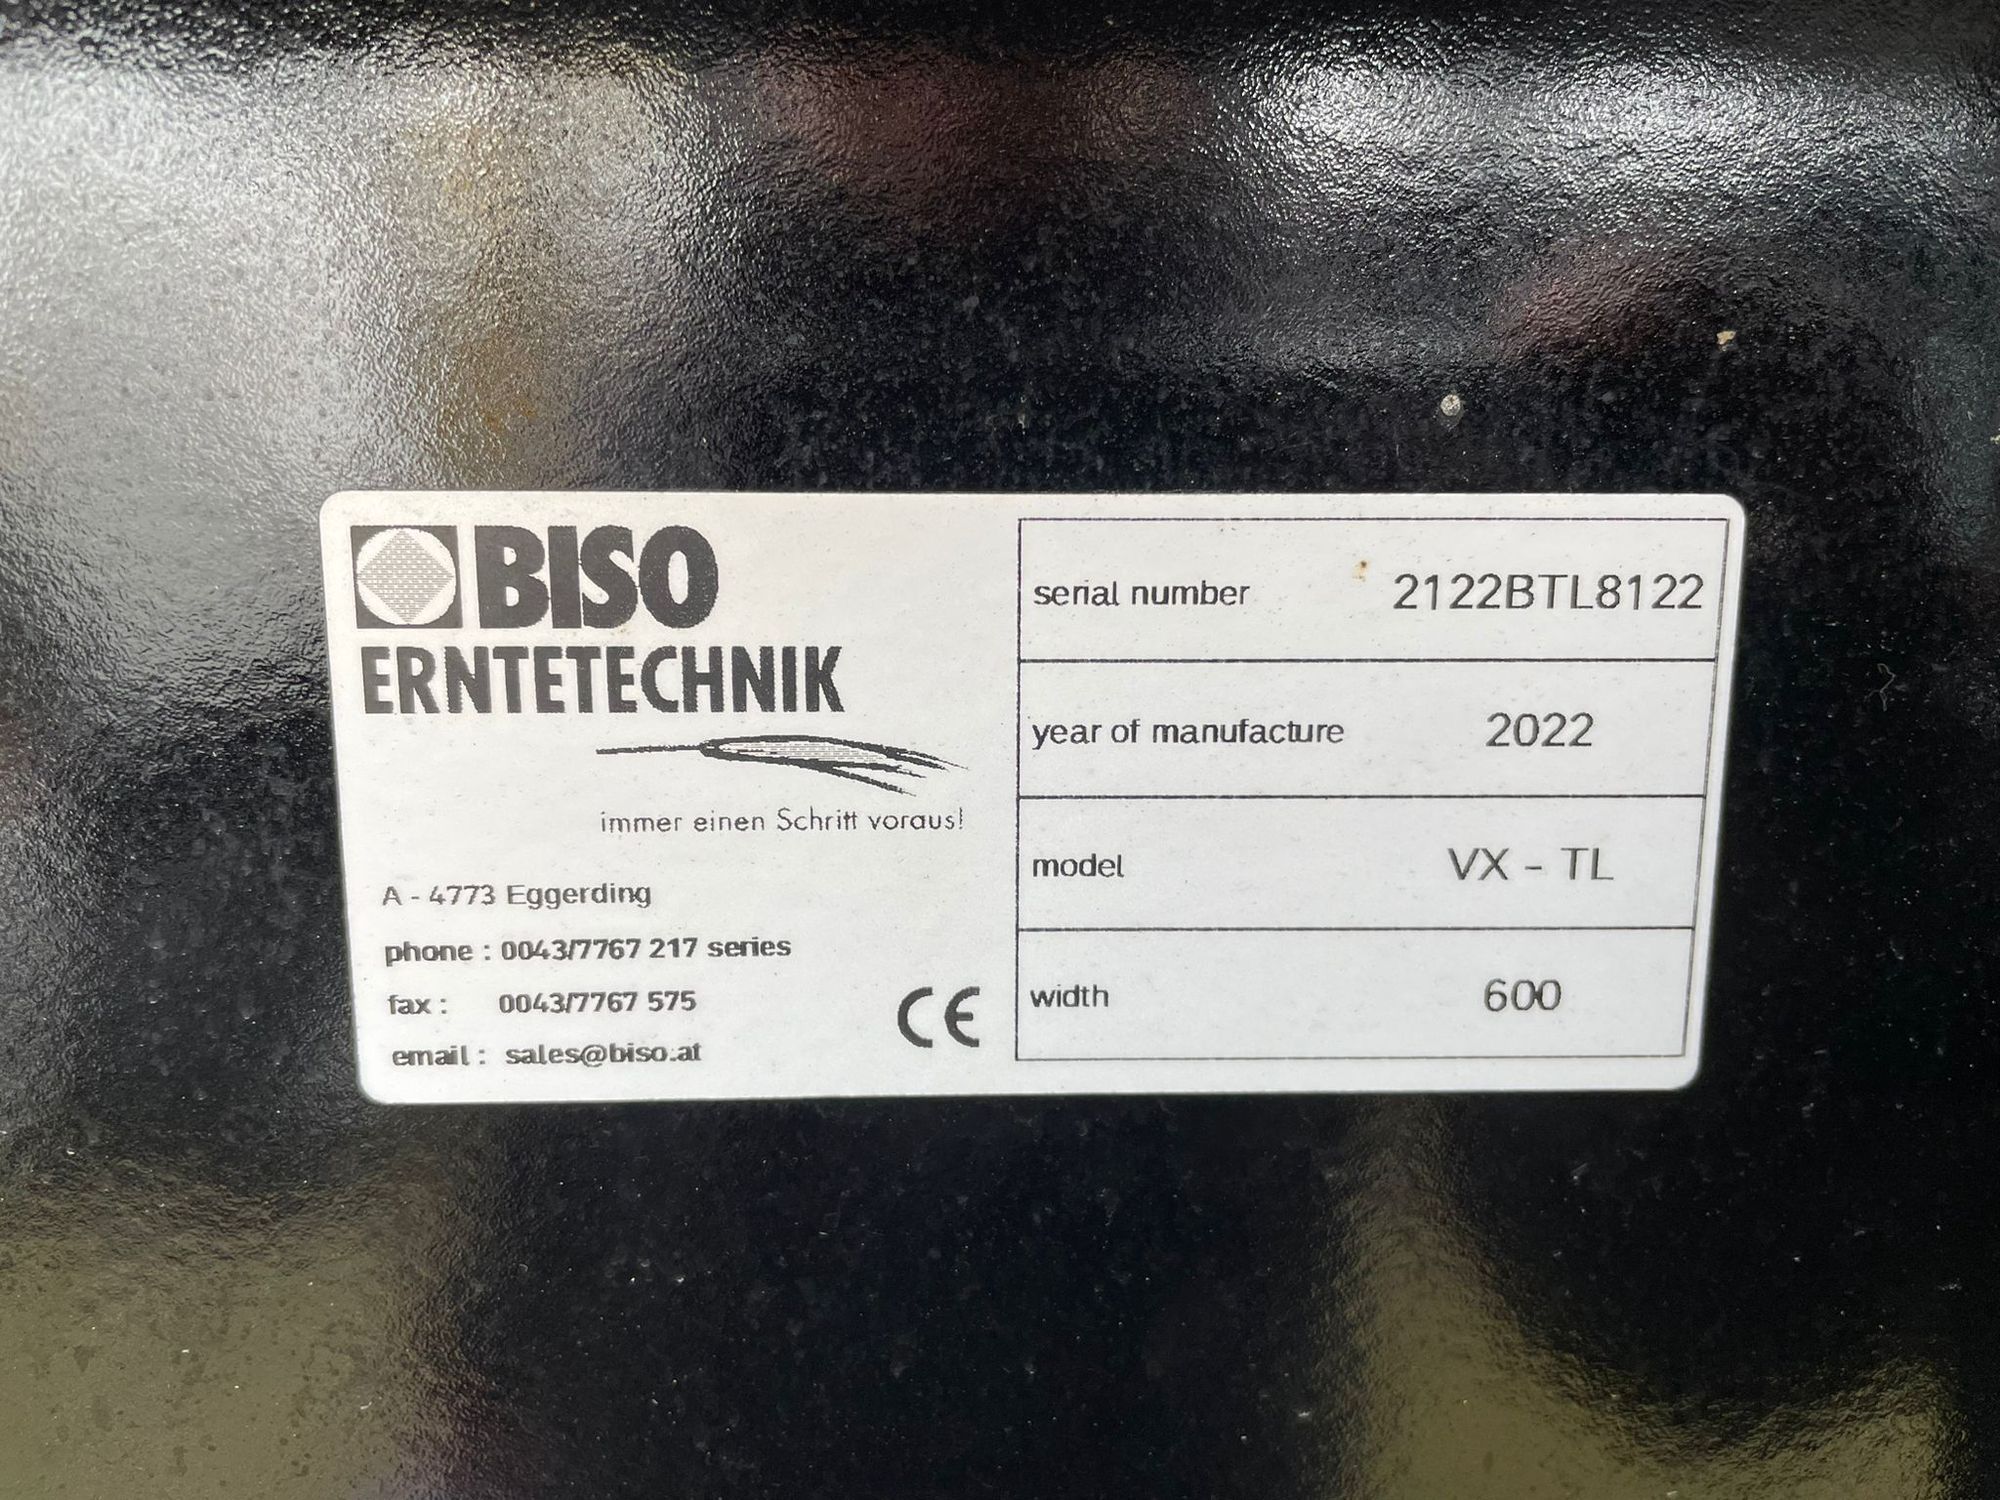 BISO
ERNTETECHNIK
immer einen Schritt voraus!
A - 4773 Eggerding
phone : 0043/7767 217 series
fax : 0043/7767 575
email : sales@biso.at
CE
serial number 2122BTL8122
year of manufacture 2022
model VX - TL
width 600